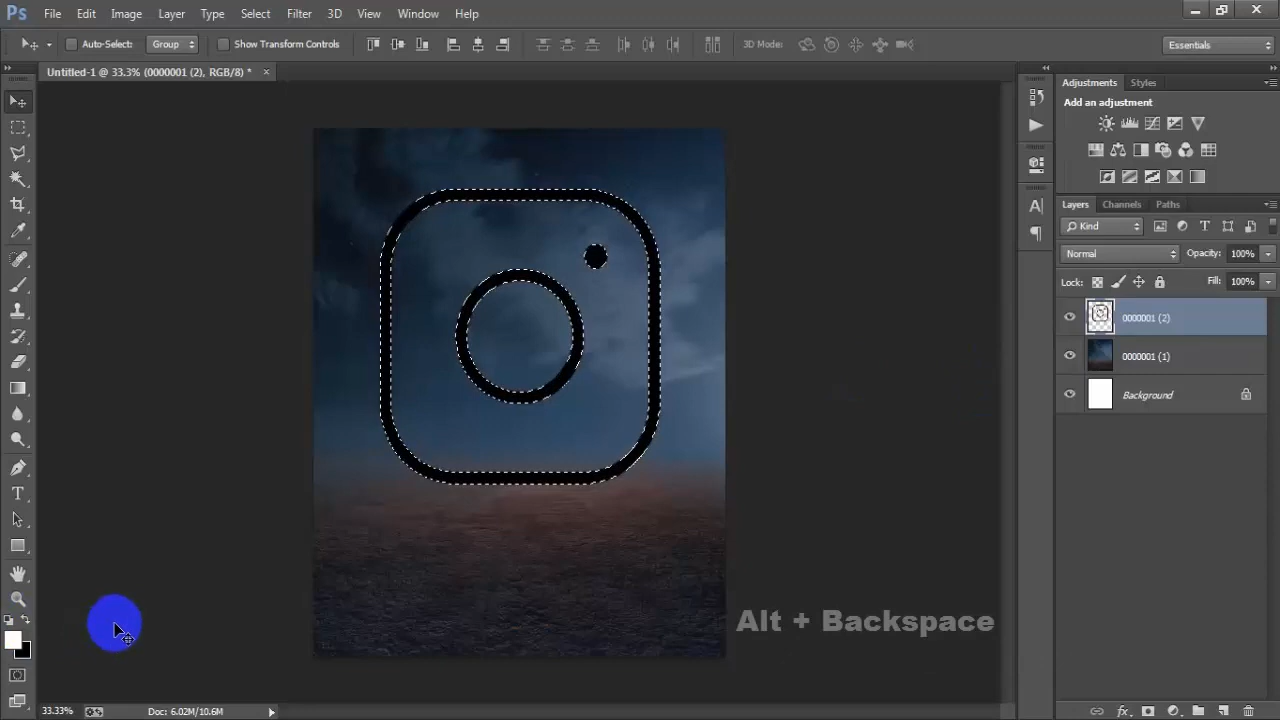 Ps File Edit Image Layer Type Select Filter 3D View Window Help
Auto-Select: Group Show Transform Controls 3D Mode: Essentials
Untitled-1 @ 33.3% (0000001 (2), RGB/8) * ×
Adjustments Styles
Add an adjustment
Layers Channels Paths
Kind
Normal Opacity: 100%
Lock: Fill: 100%
0000001 (2)
0000001 (1)
Background
Alt + Backspace
33.33% Doc: 6.02M/10.6M